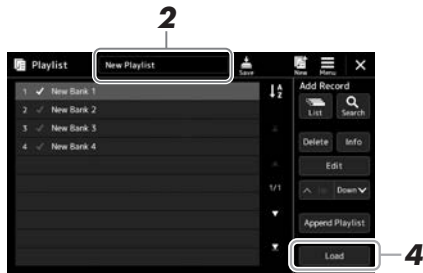 2
Playlist New Playlist Save New Menu
1 New Bank 1
2 New Bank 2
3 New Bank 3
4 New Bank 4
1/1
Add Record
List Search
Delete Info
Edit
Up Down
Append Playlist
Load
4